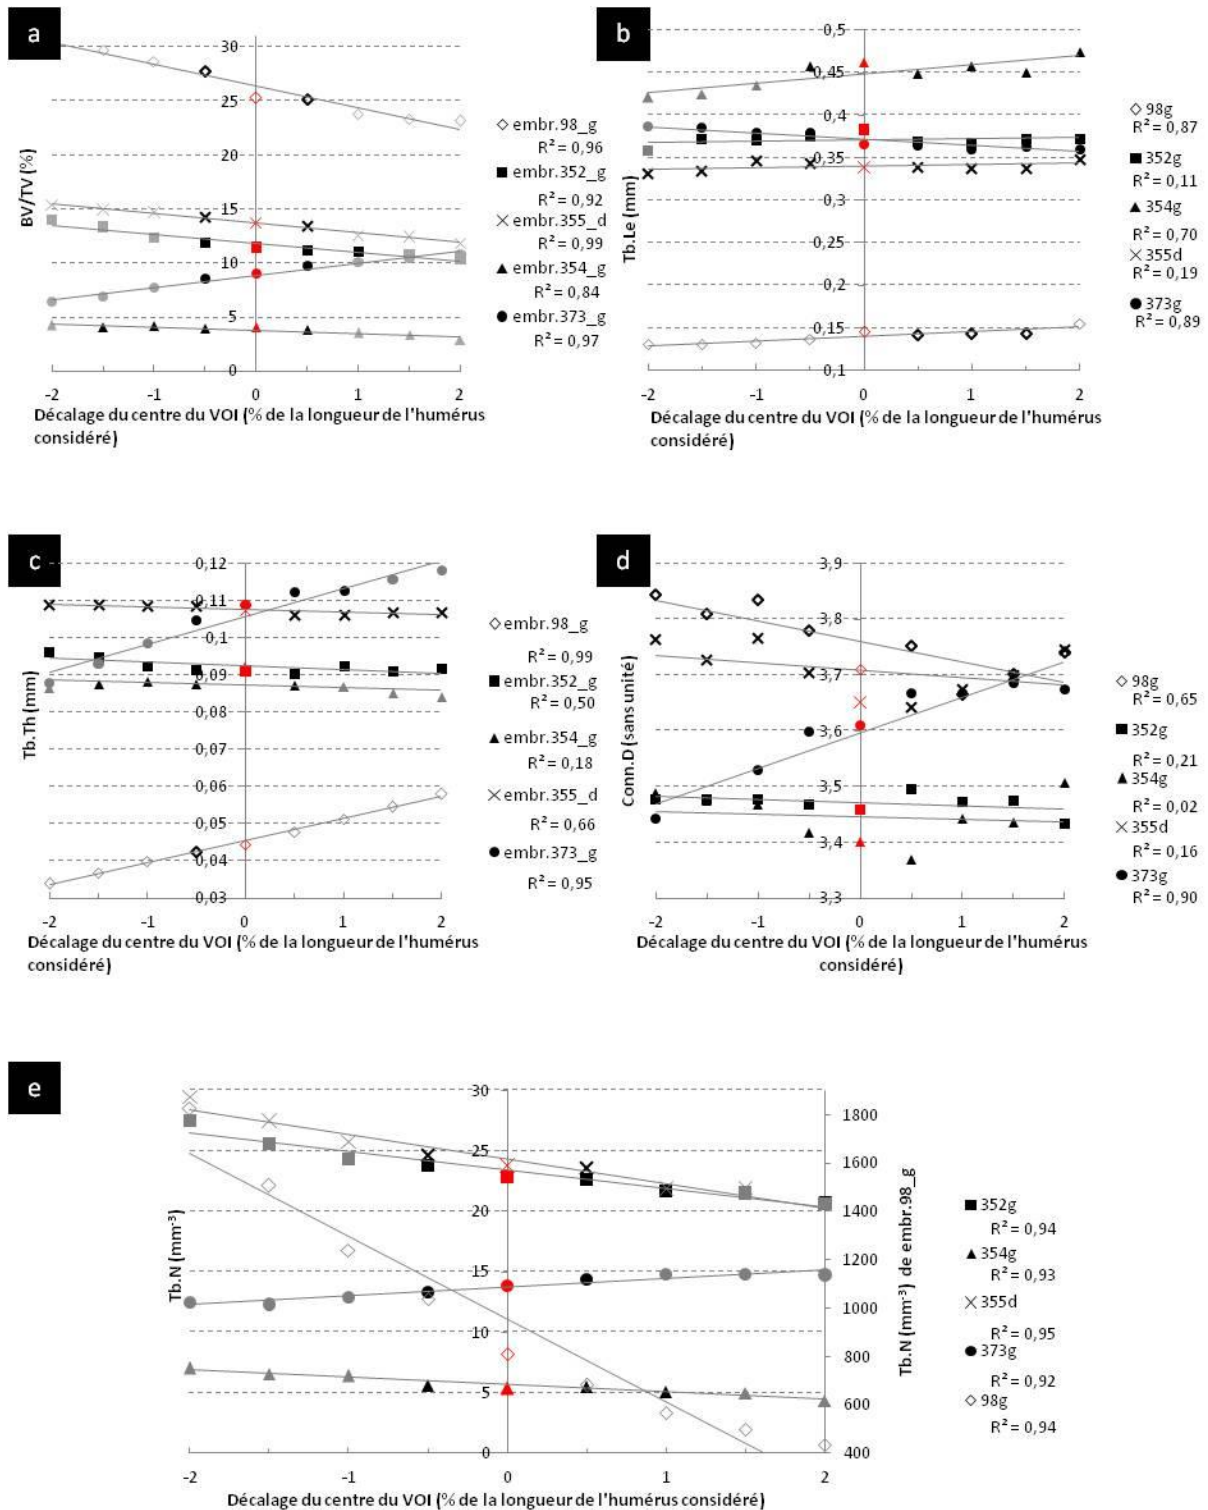 a
BV/TV (%)
30
25
20
15
10
5
0
-2 -1 0 1 2
Décalage du centre du VOI (% de la longueur de l'humérus
considéré)
embr.98_g
R² = 0,96
embr.352_g
R² = 0,92
embr.355_d
R² = 0,99
embr.354_g
R² = 0,84
embr.373_g
R² = 0,97
b
Tb.Le (mm)
0,5
0,45
0,4
0,35
0,3
0,25
0,2
0,15
0,1
-2 -1 0 1 2
Décalage du centre du VOI (% de la longueur de l'humérus
considéré)
98g
R² = 0,87
352g
R² = 0,11
354g
R² = 0,70
355d
R² = 0,19
373g
R² = 0,89
c
Tb.Th (mm)
0,12
0,11
0,1
0,09
0,08
0,07
0,06
0,05
0,04
0,03
-2 -1 0 1 2
Décalage du centre du VOI (% de la longueur de l'humérus
considéré)
embr.98_g
R² = 0,99
embr.352_g
R² = 0,50
embr.354_g
R² = 0,18
embr.355_d
R² = 0,66
embr.373_g
R² = 0,95
d
Conn.D (sans unité)
3,9
3,8
3,7
3,6
3,5
3,4
3,3
-2 -1 0 1 2
Décalage du centre du VOI (% de la longueur de l'humérus
considéré)
98g
R² = 0,65
352g
R² = 0,21
354g
R² = 0,02
355d
R² = 0,16
373g
R² = 0,90
e
Tb.N (mm⁻³)
30
25
20
15
10
5
0
1800
1600
1400
1200
1000
800
600
400
Tb.N (mm⁻³) de embr.98_g
-2 -1 0 1 2
Décalage du centre du VOI (% de la longueur de l'humérus considéré)
352g
R² = 0,94
354g
R² = 0,93
355d
R² = 0,95
373g
R² = 0,92
98g
R² = 0,94